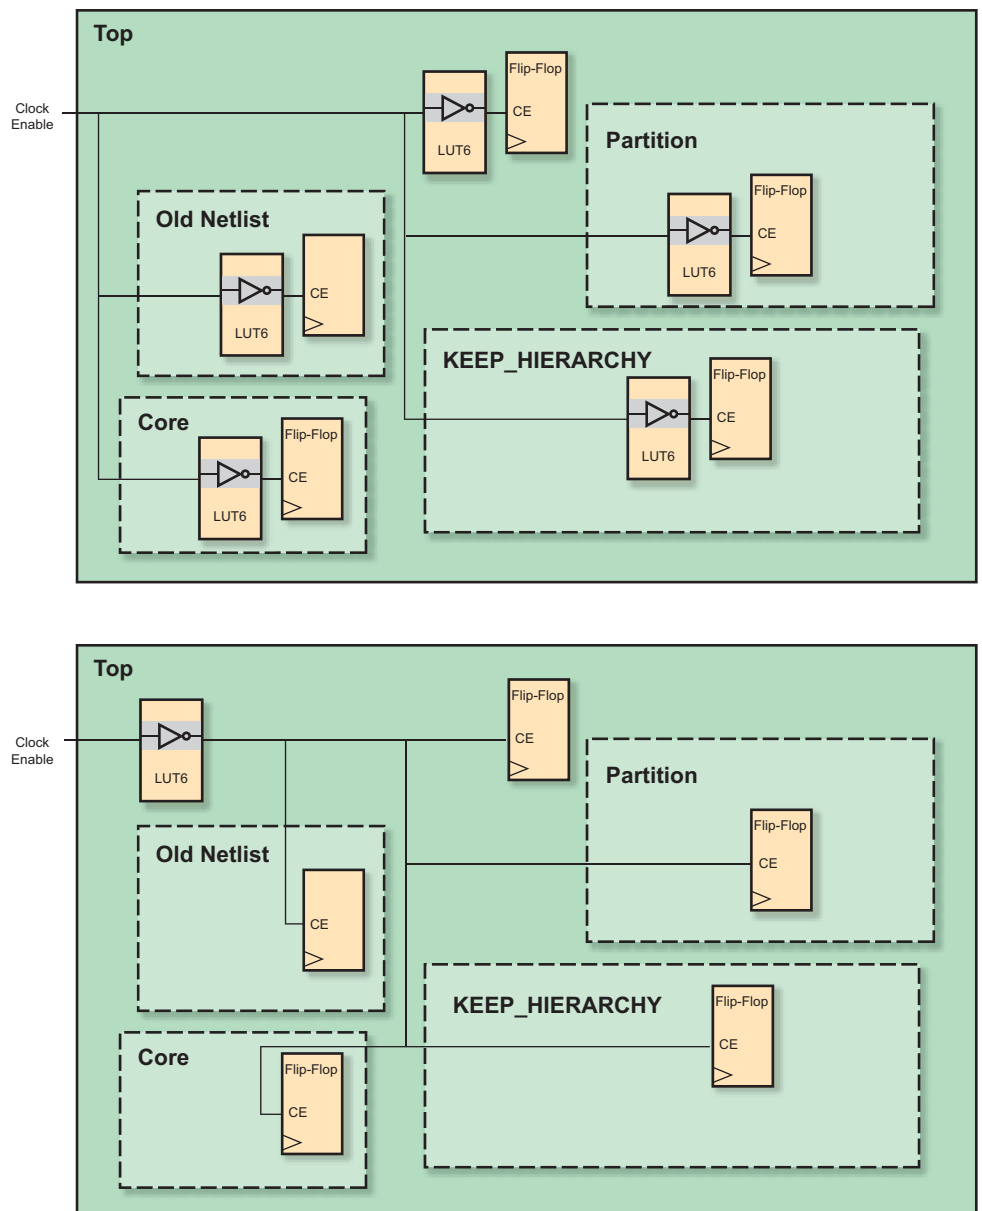 Top
Flip-Flop
Clock
Enable
CE
LUT6
Partition
Flip-Flop
Old Netlist
CE
LUT6
CE
LUT6
KEEP_HIERARCHY
Flip-Flop
Core
CE
Flip-Flop
LUT6
CE
LUT6
Top
Flip-Flop
Clock
Enable
CE
LUT6
Partition
Flip-Flop
Old Netlist
CE
CE
KEEP_HIERARCHY
Flip-Flop
CE
Core
Flip-Flop
CE